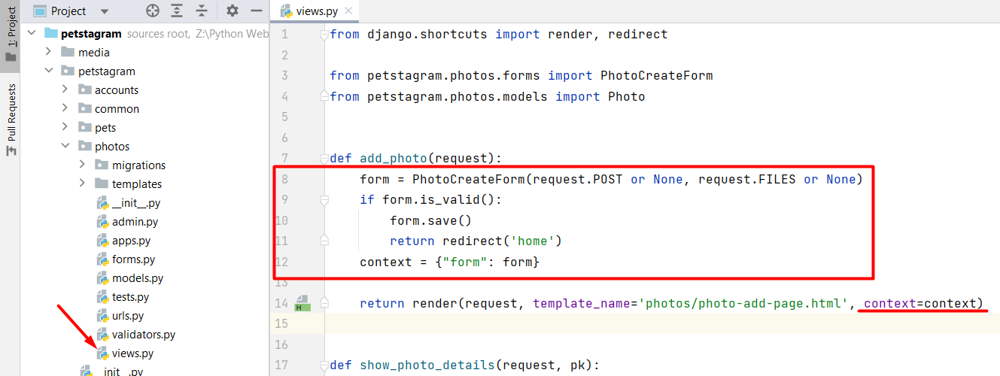 1: Project
Pull Requests
Project
petstagram sources root, Z:\Python Web
media
petstagram
accounts
common
pets
photos
migrations
templates
__init__.py
admin.py
apps.py
forms.py
models.py
tests.py
urls.py
validators.py
views.py
__init__.py
views.py
1 from django.shortcuts import render, redirect
2
3 from petstagram.photos.forms import PhotoCreateForm
4 from petstagram.photos.models import Photo
5
6
7 def add_photo(request):
8 form = PhotoCreateForm(request.POST or None, request.FILES or None)
9 if form.is_valid():
10 form.save()
11 return redirect('home')
12 context = {"form": form}
13
14 return render(request, template_name='photos/photo-add-page.html', context=context)
15
16
17 def show_photo_details(request, pk):